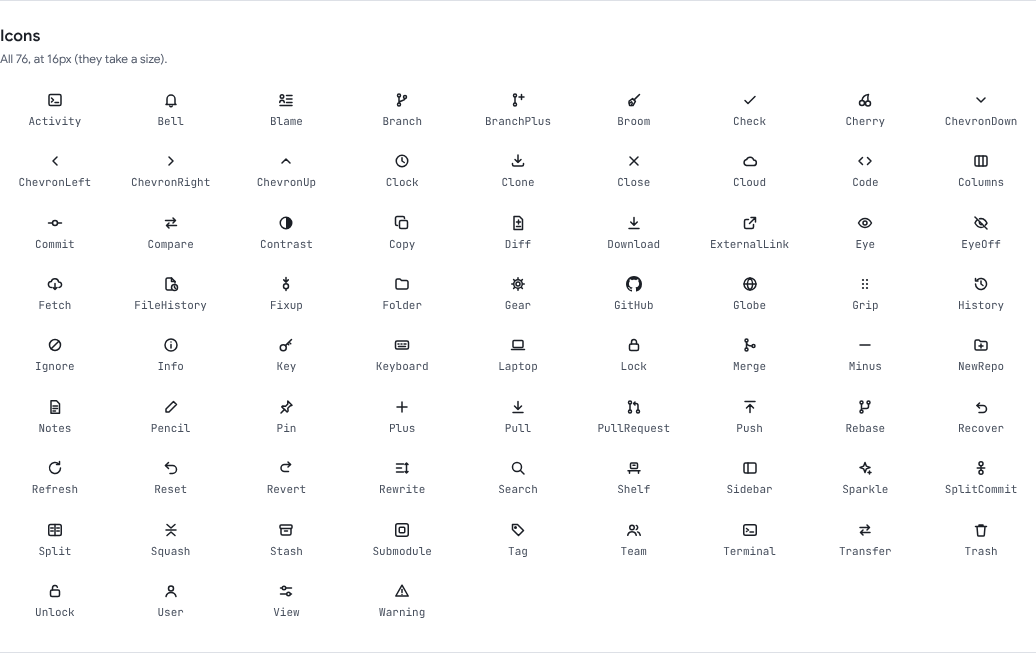 Icons
All 76, at 16px (they take a size).
Activity Bell Blame Branch BranchPlus Broom Check Cherry ChevronDown
ChevronLeft ChevronRight ChevronUp Clock Clone Close Cloud Code Columns
Commit Compare Contrast Copy Diff Download ExternalLink Eye EyeOff
Fetch FileHistory Fixup Folder Gear GitHub Globe Grip History
Ignore Info Key Keyboard Laptop Lock Merge Minus NewRepo
Notes Pencil Pin Plus Pull PullRequest Push Rebase Recover
Refresh Reset Revert Rewrite Search Shelf Sidebar Sparkle SplitCommit
Split Squash Stash Submodule Tag Team Terminal Transfer Trash
Unlock User View Warning